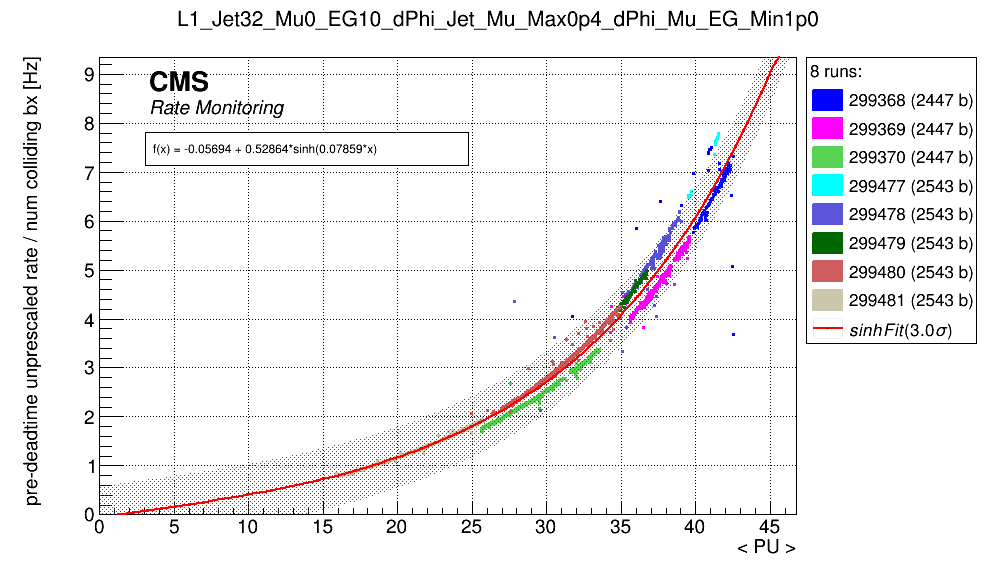 L1_Jet32_Mu0_EG10_dPhi_Jet_Mu_Max0p4_dPhi_Mu_EG_Min1p0
pre-deadtime unprescaled rate / num colliding bx [Hz]
CMS
Rate Monitoring
f(x) = -0.05694 + 0.52864*sinh(0.07859*x)
9
8
7
6
5
4
3
2
1
0
0 5 10 15 20 25 30 35 40 45
< PU >
8 runs:
299368 (2447 b)
299369 (2447 b)
299370 (2447 b)
299477 (2543 b)
299478 (2543 b)
299479 (2543 b)
299480 (2543 b)
299481 (2543 b)
sinhFit(3.0σ)